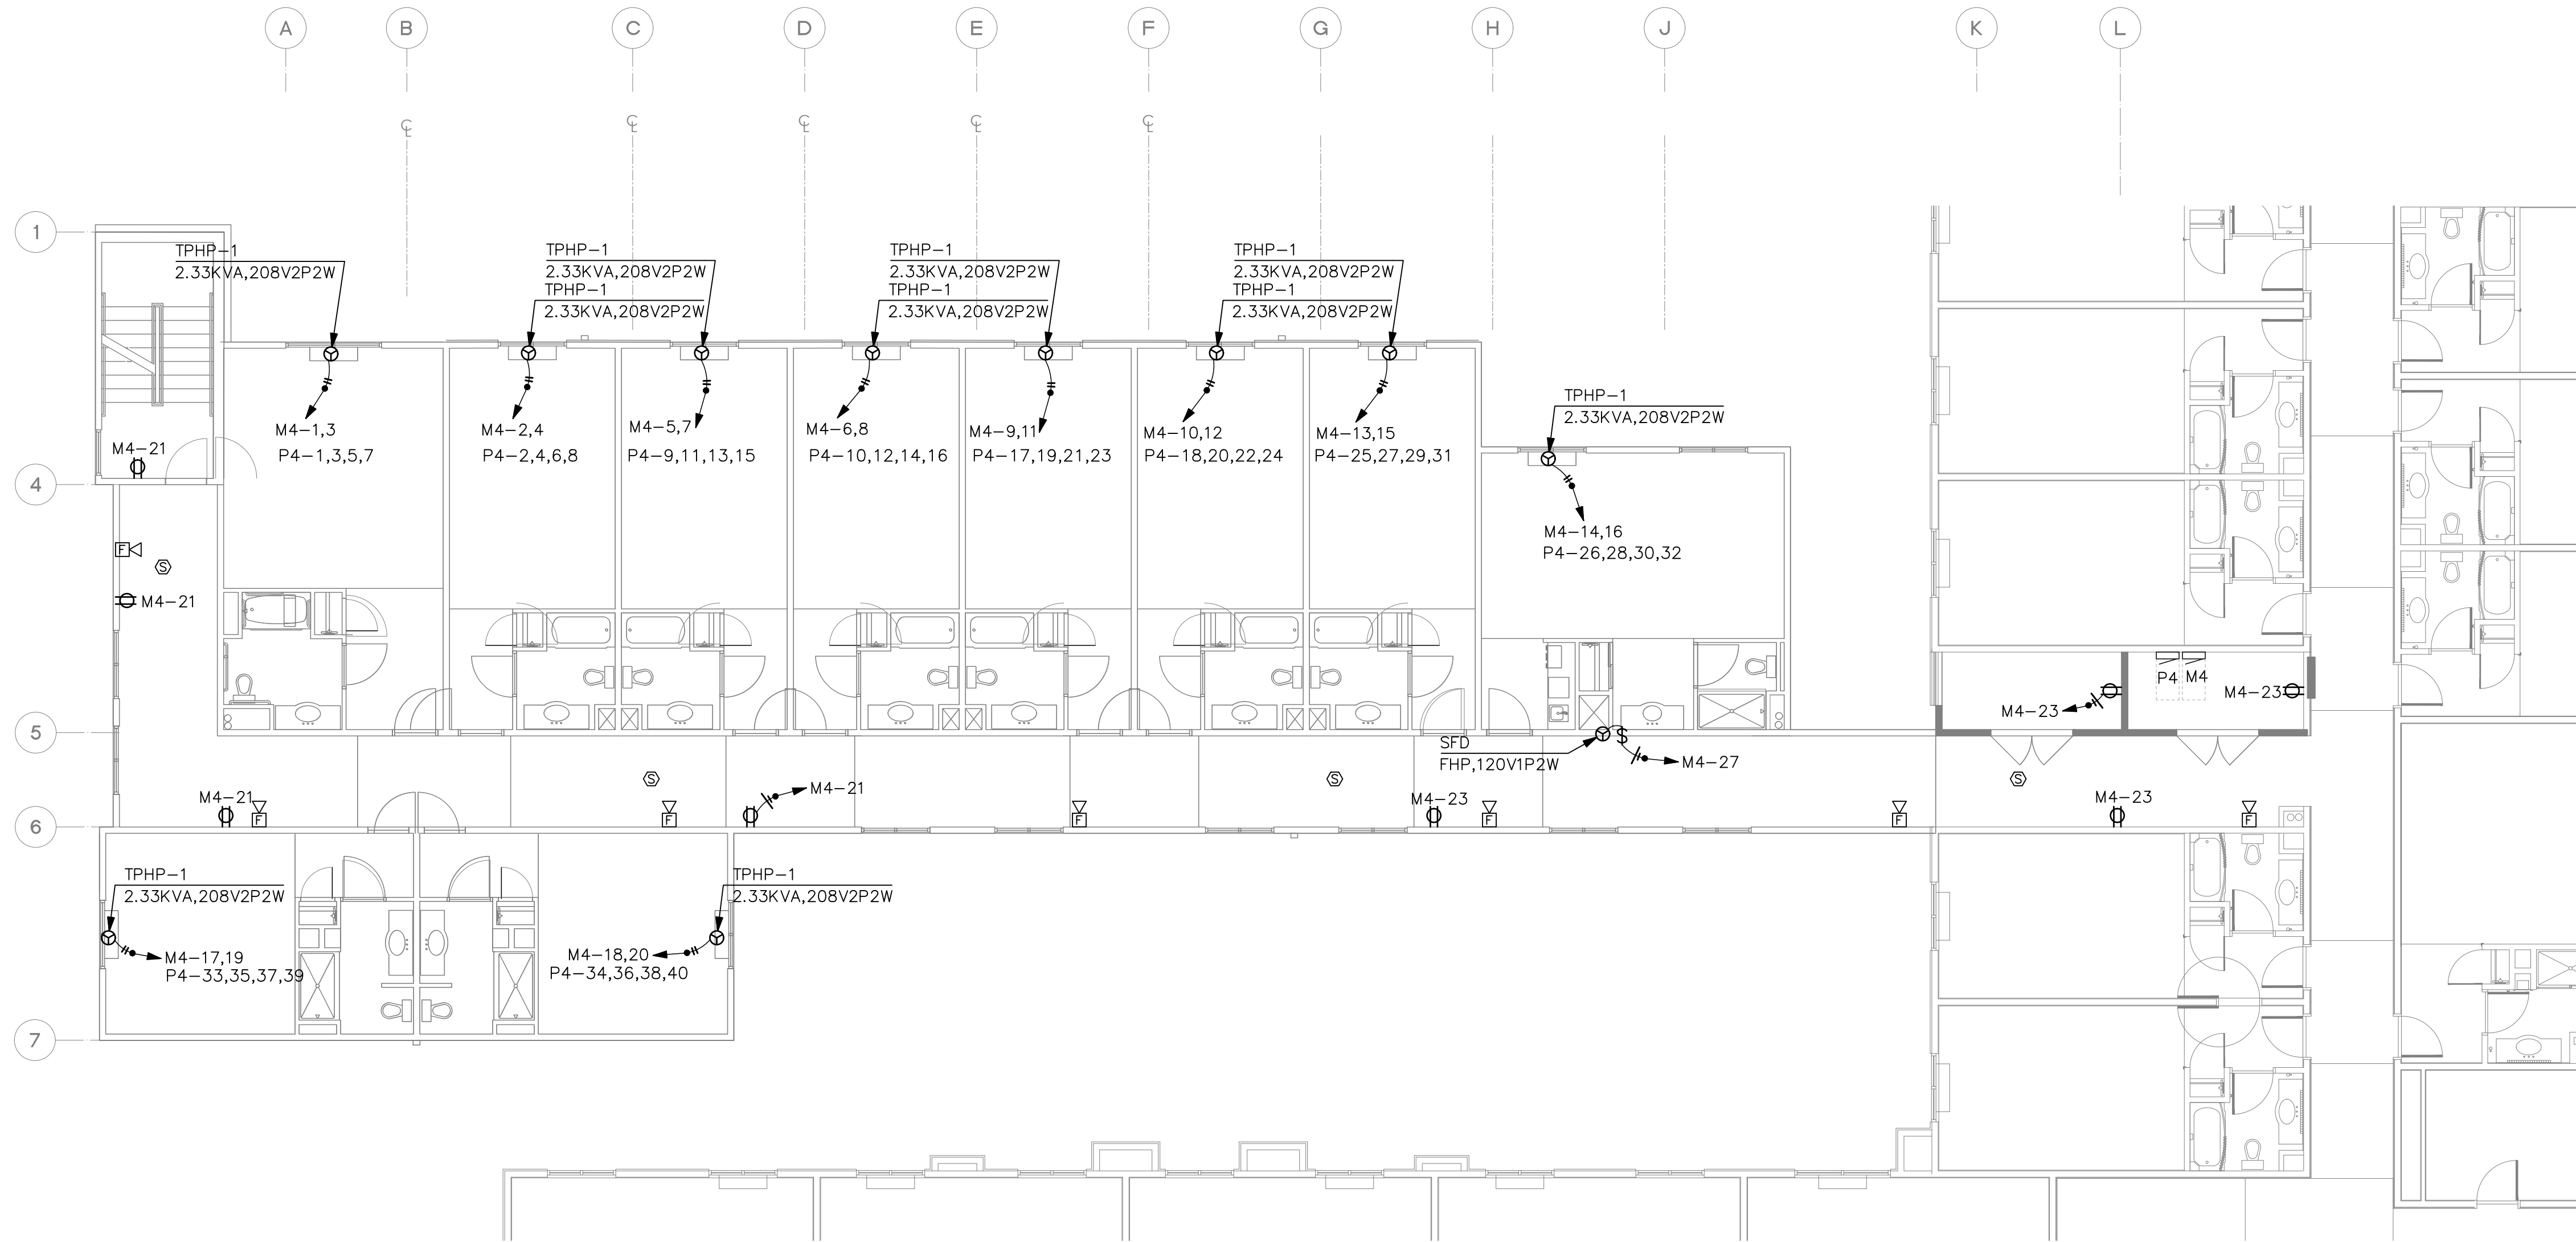 A B C D E F G H J K L
℄ ℄ ℄ ℄ ℄
1
TPHP-1
2.33KVA,208V2P2W
TPHP-1
2.33KVA,208V2P2W
TPHP-1
2.33KVA,208V2P2W
TPHP-1
2.33KVA,208V2P2W
TPHP-1
2.33KVA,208V2P2W
TPHP-1
2.33KVA,208V2P2W
TPHP-1
2.33KVA,208V2P2W
TPHP-1
2.33KVA,208V2P2W
M4-21
M4-1,3
P4-1,3,5,7
M4-2,4
P4-2,4,6,8
M4-5,7
P4-9,11,13,15
M4-6,8
P4-10,12,14,16
M4-9,11
P4-17,19,21,23
M4-10,12
P4-18,20,22,24
M4-13,15
P4-25,27,29,31
4
M4-14,16
P4-26,28,30,32
F
S
M4-21
P4
M4
M4-23
M4-23
5
SFD
FHP,120V1P2W
$
M4-27
S
S
S
M4-21
F
F
M4-21
F
M4-23
F
F
M4-23
F
6
TPHP-1
2.33KVA,208V2P2W
TPHP-1
2.33KVA,208V2P2W
M4-17,19
P4-33,35,37,39
M4-18,20
P4-34,36,38,40
7